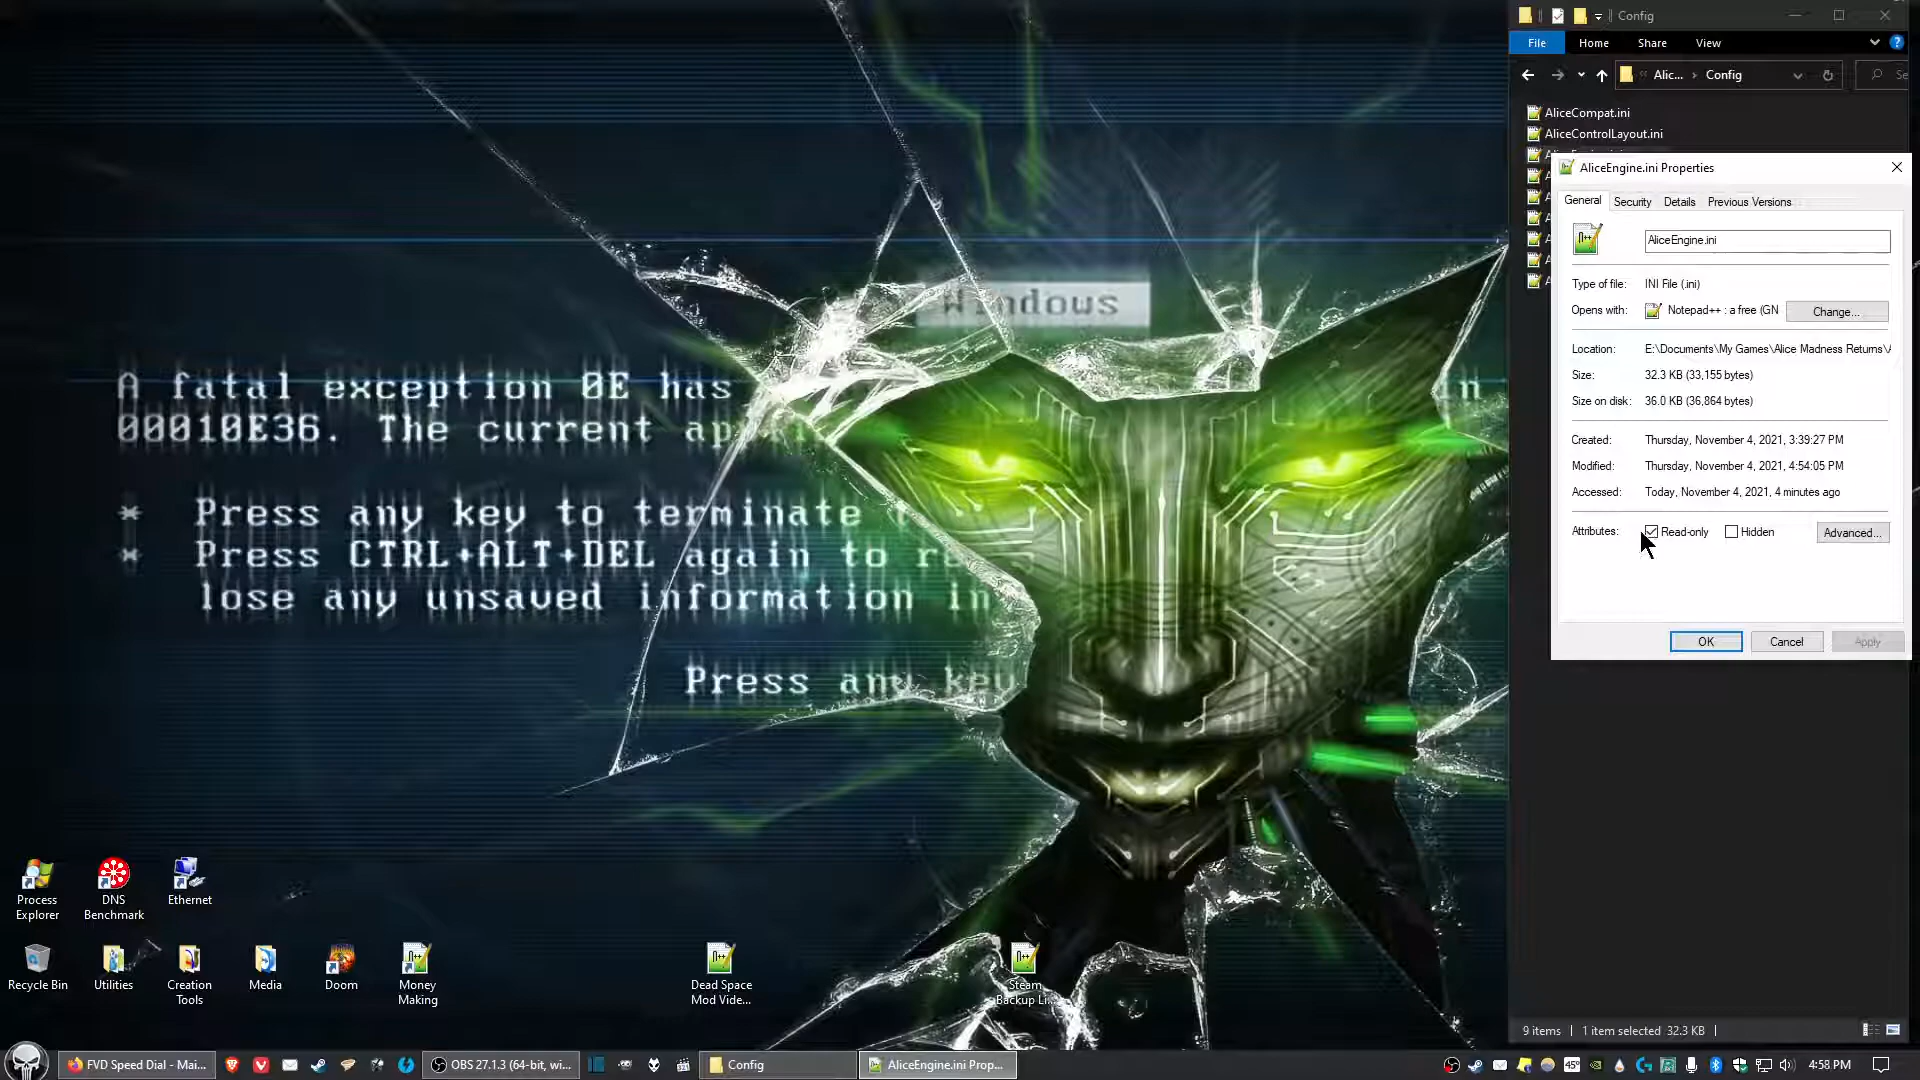 Config
File
Home
Share
View
Alic...
Config
Se
AliceCompat.ini
AliceControlLayout.ini
AliceEngine.ini Properties
General
Security
Details
Previous Versions
AliceEngine.ini
Type of file:
INI File (.ini)
Opens with:
Notepad++ : a free (GN
Change...
Location:
E:\Documents\My Games\Alice Madness Returns\A
Size:
32.3 KB (33,155 bytes)
Size on disk:
36.0 KB (36,864 bytes)
Created:
Thursday, November 4, 2021, 3:39:27 PM
Modified:
Thursday, November 4, 2021, 4:54:05 PM
Accessed:
Today, November 4, 2021, 4 minutes ago
Attributes:
Read-only
Hidden
Advanced...
OK
Cancel
Apply
Windows
A fatal exception 0E has
in
00010E36. The current ap
* Press any key to terminate
* Press CTRL+ALT+DEL again to
lose any unsaved information in
Press any key
Process
Explorer
DNS
Benchmark
Ethernet
Recycle Bin
Utilities
Creation
Tools
Media
Doom
Money
Making
Dead Space
Mod Vide...
Steam
Backup Li...
9 items
1 item selected 32.3 KB
FVD Speed Dial - Mai...
OBS 27.1.3 (64-bit, wi...
Config
AliceEngine.ini Prop...
45°
4:58 PM